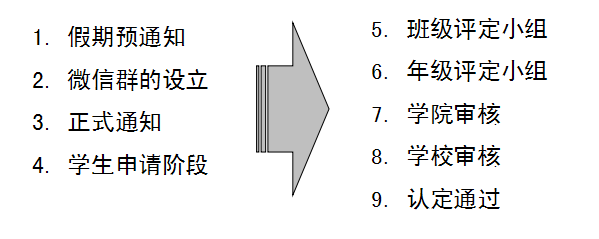 1. 假期预通知
2. 微信群的设立
3. 正式通知
4. 学生申请阶段
5. 班级评定小组
6. 年级评定小组
7. 学院审核
8. 学校审核
9. 认定通过